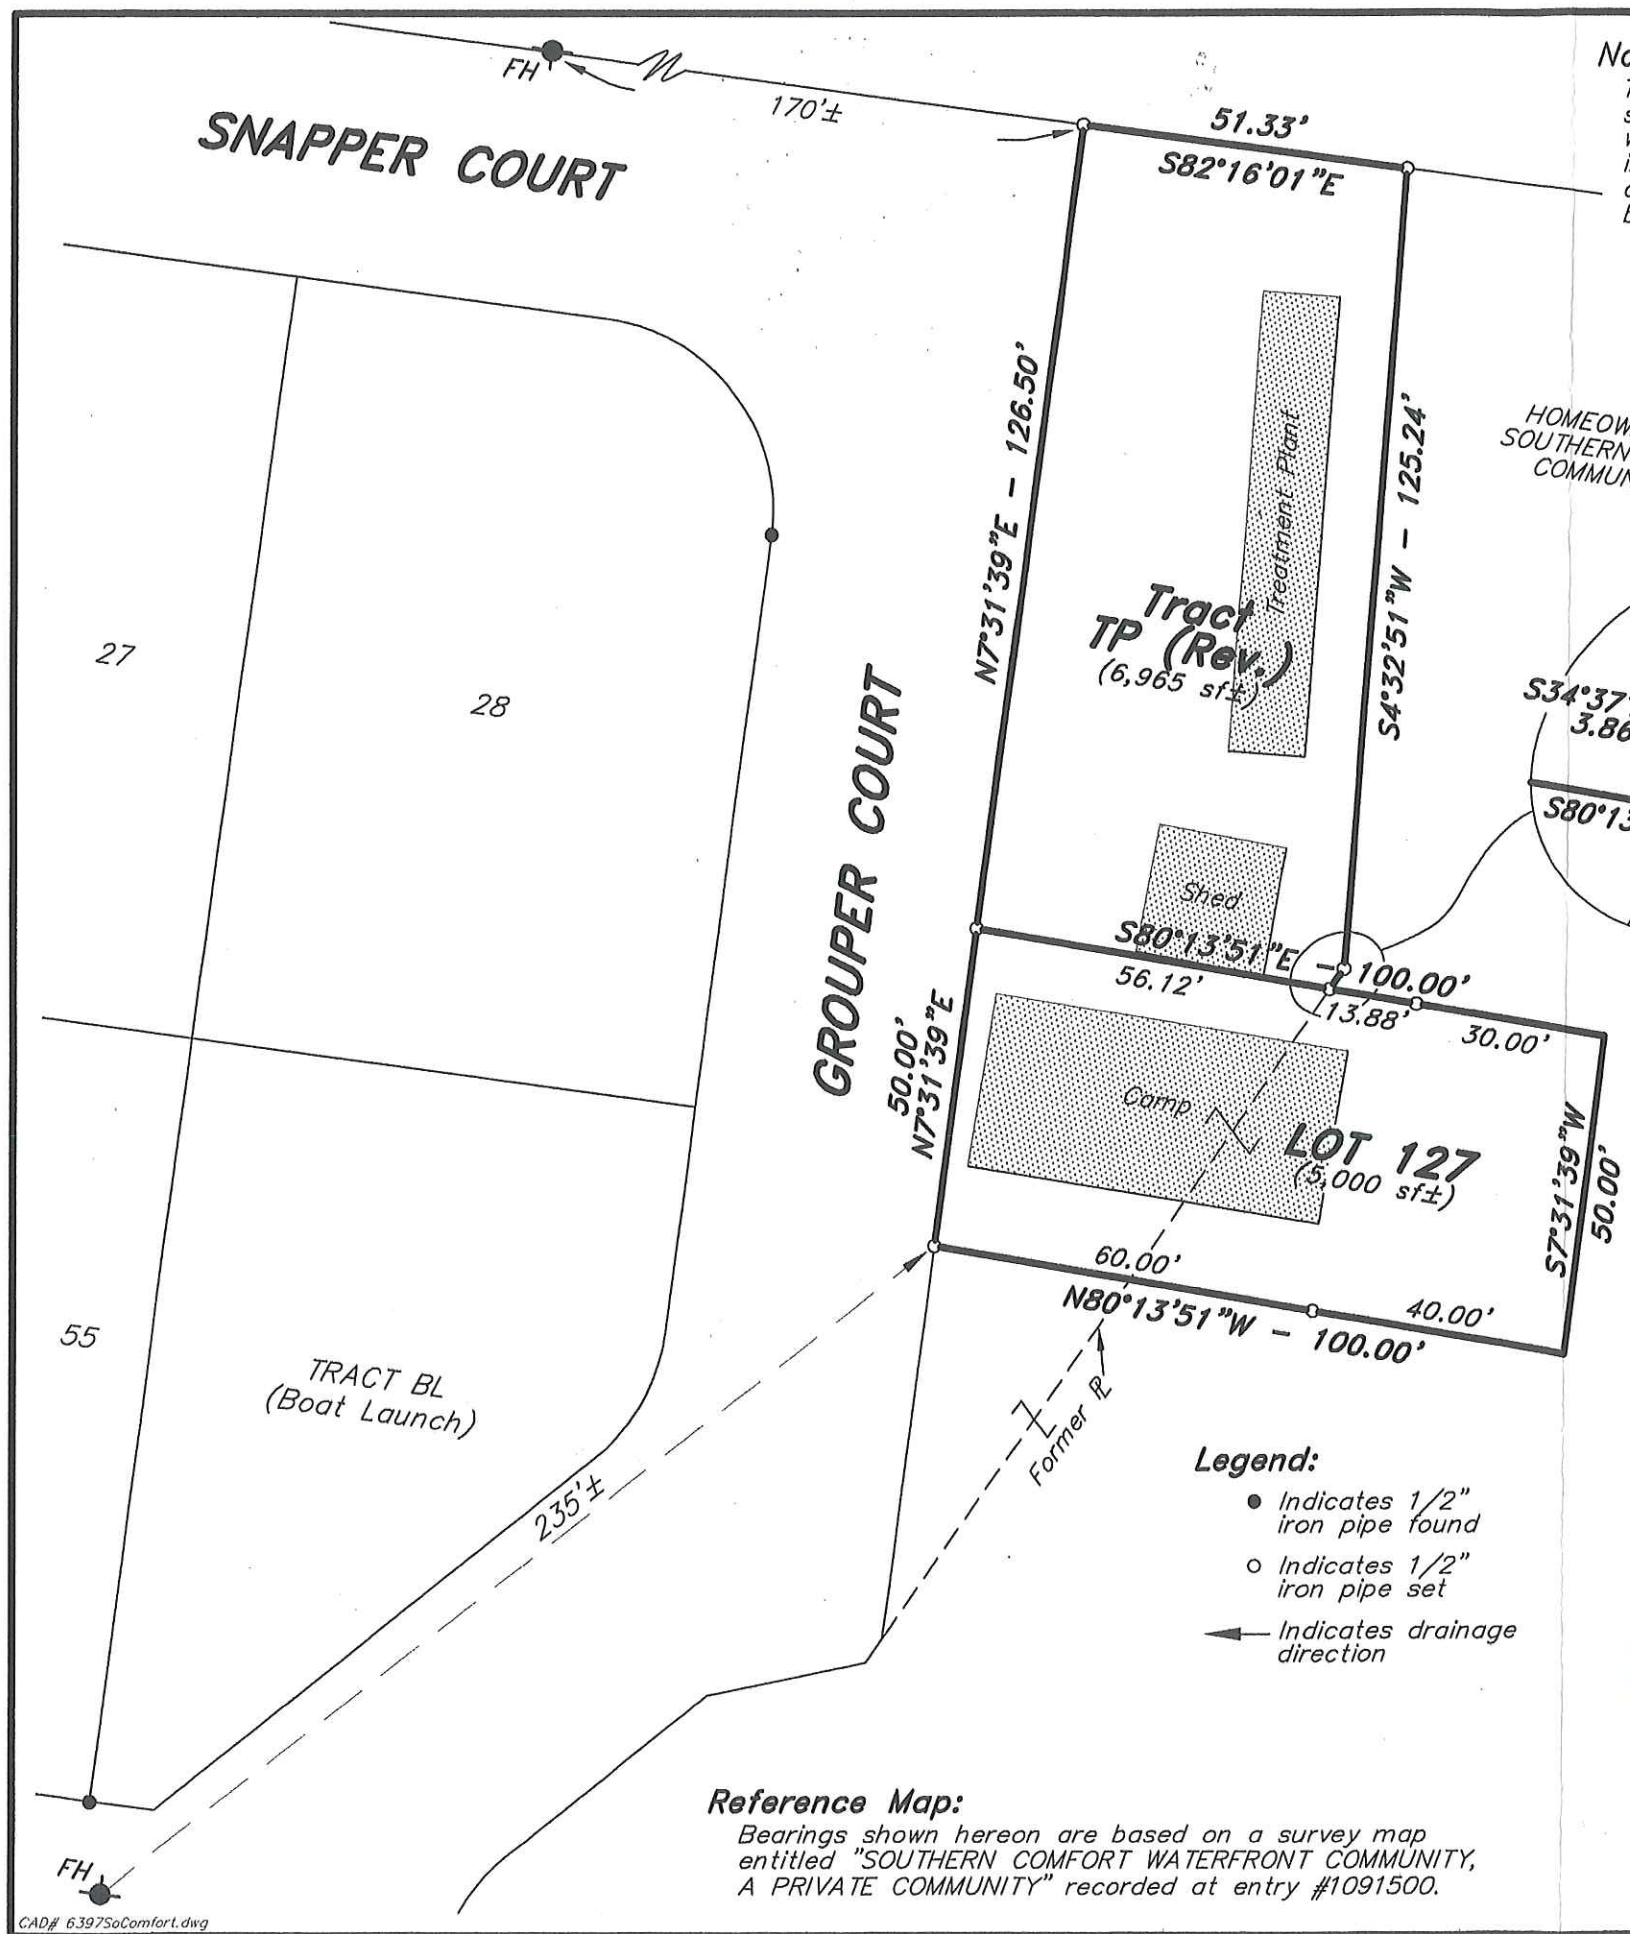 FH
170'±
51.33'
S82°16'01"E
SNAPPER COURT
N7°31'39"E - 126.50'
Treatment Plant
S4°32'51"W - 125.24'
Tract
TP (Rev.)
(6,965 sf±)
SOUTHERN
S34°37'
3.86
S80°13
27
28
GROUPER COURT
Shed
S80°13'51"E - 100.00'
56.12'
13.88'
30.00'
50.00'
N7°31'39"E
Camp
LOT 127
(5,000 sf±)
S7°31'39"W
50.00'
60.00'
N80°13'51"W - 100.00'
40.00'
55
TRACT BL
(Boat Launch)
235'±
Former PL
Legend:
Indicates 1/2"
iron pipe found
Indicates 1/2"
iron pipe set
Indicates drainage
direction
Reference Map:
Bearings shown hereon are based on a survey map
entitled "SOUTHERN COMFORT WATERFRONT COMMUNITY,
A PRIVATE COMMUNITY" recorded at entry #1091500.
FH
CAD# 6397SoComfort.dwg